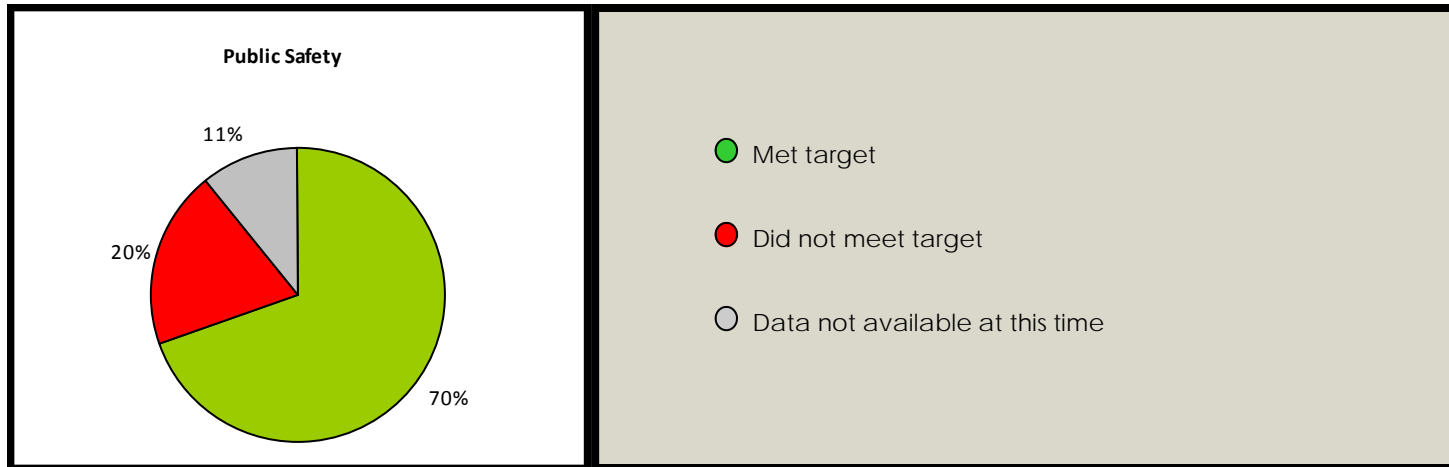 Public Safety
11%
20%
70%
Met target
Did not meet target
Data not available at this time